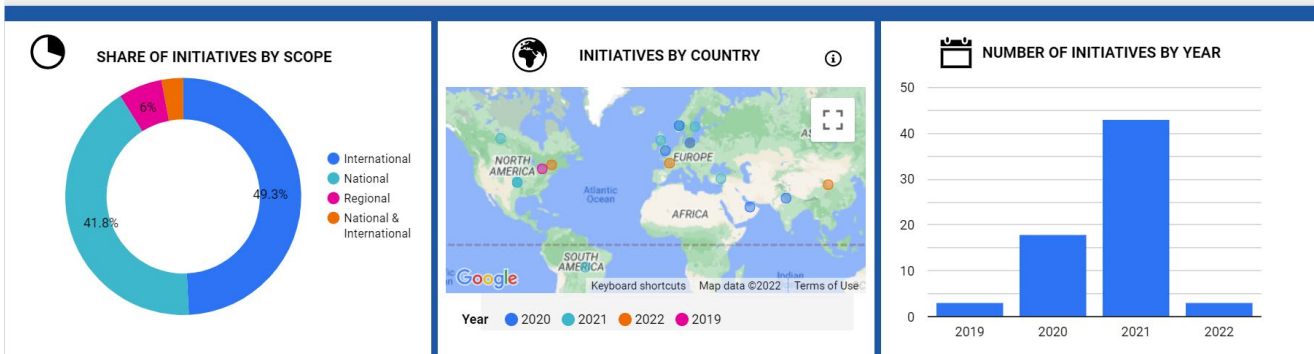 SHARE OF INITIATIVES BY SCOPE
6%
49.3%
41.8%
International
National
Regional
National &
International
INITIATIVES BY COUNTRY
NORTH
AMERICA
EUROPE
Atlantic
Ocean
AFRICA
SOUTH
AMERICA
Indian
Google
Keyboard shortcuts
Map data ©2022
Terms of Use
Year
2020
2021
2022
2019
NUMBER OF INITIATIVES BY YEAR
50
40
30
20
10
0
2019
2020
2021
2022